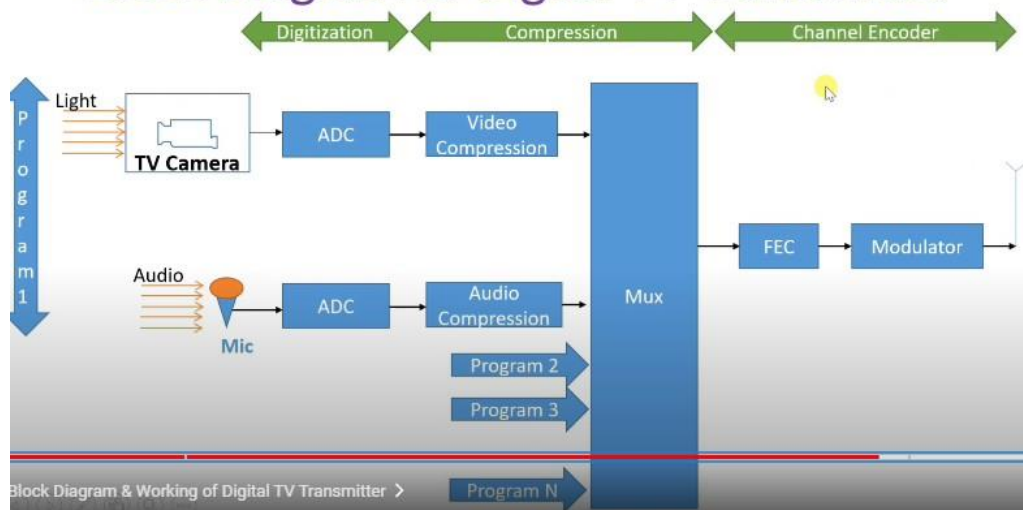 Digitization
Compression
Channel Encoder
Program1
Light
TV Camera
ADC
Video
Compression
Audio
Mic
ADC
Audio
Compression
Mux
FEC
Modulator
Program 2
Program 3
Program N
Block Diagram & Working of Digital TV Transmitter >